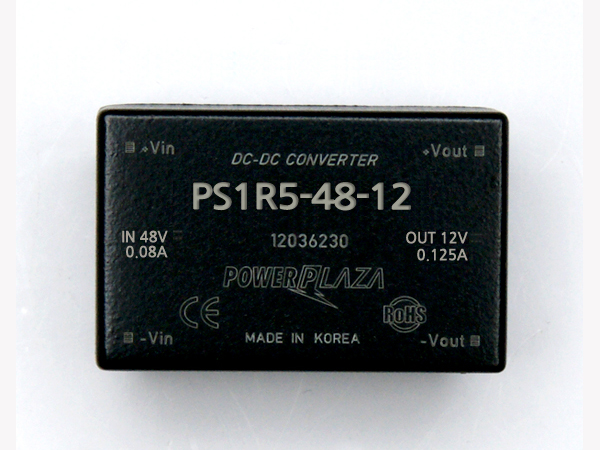 +Vin
DC-DC CONVERTER
+Vout
PS1R5-48-12
IN 48V
0.08A
12036230
OUT 12V
0.125A
POWERPLAZA
CE
RoHS
-Vin
MADE IN KOREA
-Vout